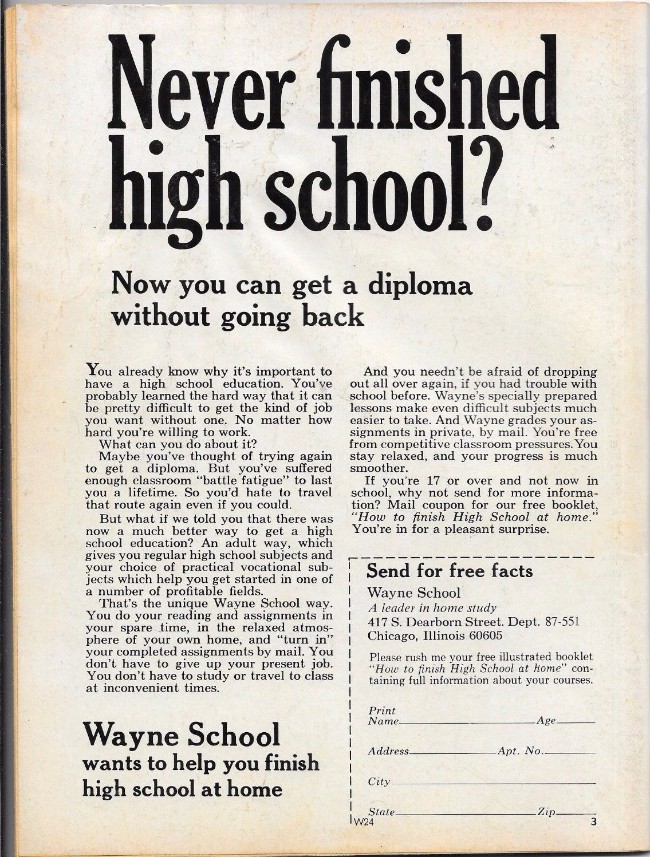 Never finished
high school?
Now you can get a diploma
without going back
You already know why it's important to
have a high school education. You've
probably learned the hard way that it can
be pretty difficult to get the kind of job
you want without one. No matter how
hard you're willing to work.
What can you do about it?
Maybe you've thought of trying again
to get a diploma. But you've suffered
enough classroom "battle fatigue" to last
you a lifetime. So you'd hate to travel
that route again even if you could.
But what if we told you that there was
now a much better way to get a high
school education? An adult way, which
gives you regular high school subjects and
your choice of practical vocational sub-
jects which help you get started in one of
a number of profitable fields.
That's the unique Wayne School way.
You do your reading and assignments in
your spare time, in the relaxed atmos-
phere of your own home, and "turn in"
your completed assignments by mail. You
don't have to give up your present job.
You don't have to study or travel to class
at inconvenient times.
Wayne School
wants to help you finish
high school at home
And you needn't be afraid of dropping
out all over again, if you had trouble with
school before. Wayne's specially prepared
lessons make even difficult subjects much
easier to take. And Wayne grades your as-
signments in private, by mail. You're free
from competitive classroom pressures. You
stay relaxed, and your progress is much
smoother.
If you're 17 or over and not now in
school, why not send for more informa-
tion? Mail coupon for our free booklet,
"How to finish High School at home."
You're in for a pleasant surprise.
Send for free facts
Wayne School
A leader in home study
417 S. Dearborn Street. Dept. 87-551
Chicago, Illinois 60605
Please rush me your free illustrated booklet
"How to finish High School at home" con-
taining full information about your courses.
Print
Name Age
Address Apt. No.
City
State Zip
W24 3